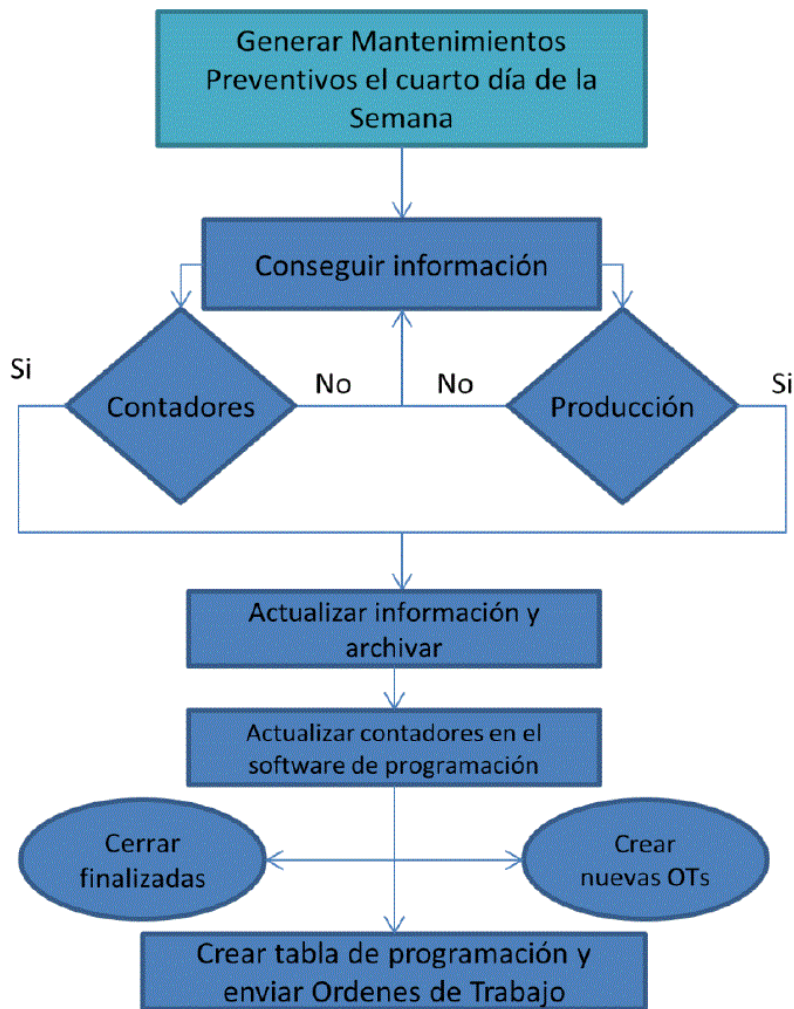 Generar Mantenimientos
Preventivos el cuarto día de la
Semana
Conseguir información
Si
Contadores
No
No
Producción
Si
Actualizar información y
archivar
Actualizar contadores en el
software de programación
Cerrar
finalizadas
Crear
nuevas OTs
Crear tabla de programación y
enviar Ordenes de Trabajo